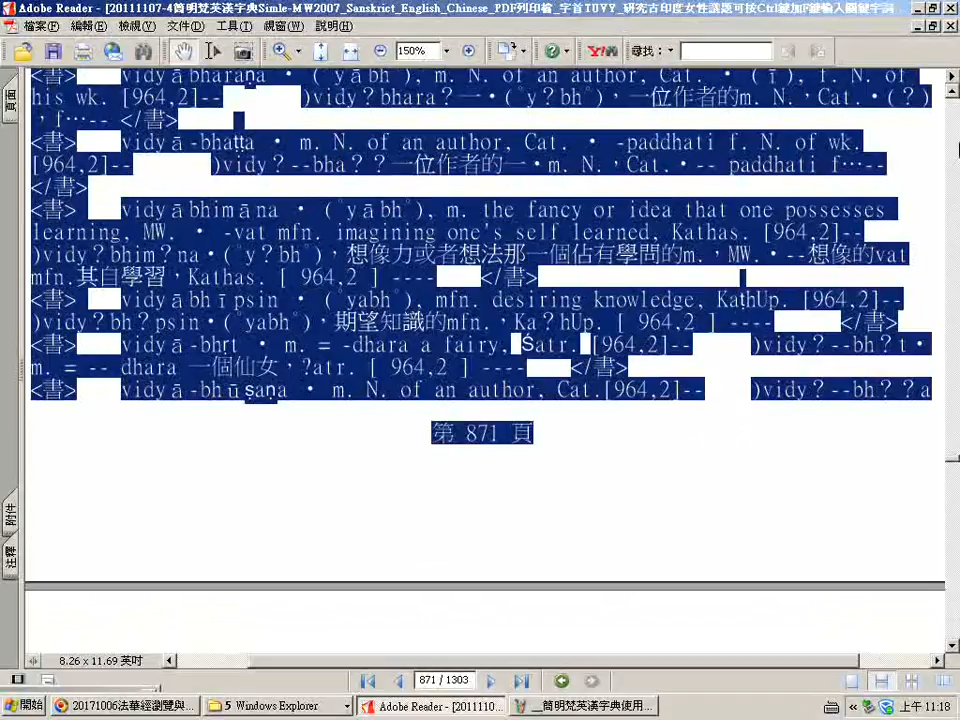 Adobe Reader - [20111107-4簡明梵英漢字典Simle-MW2007_Sanskrict_English_Chinese_PDF列印檔_字首TUVY_研究古印度女性議題可按Ctrl鍵加F鍵輸入關鍵字詞
檔案(F) 編輯(E) 檢視(V) 文件(D) 工具(T) 視窗(W) 說明(H)
150% 尋找：
<書> vidyābharaṇa ‧ (°yābh°), m. N. of an author, Cat. ‧ (ī), f. N. of
his wk. [964,2]-- )vidy？bhara？一‧(°y？bh°)，一位作者的m. N.，Cat.‧(？)
，f…-- </書>
<書> vidyā-bhaṭṭa ‧ m. N. of an author, Cat. ‧ -paddhati f. N. of wk.
[964,2]-- )vidy？--bha？？一位作者的一‧m. N.，Cat.‧-- paddhati f…--
</書>
<書> vidyābhimāna ‧ (°yābh°), m. the fancy or idea that one possesses
learning, MW. ‧ -vat mfn. imagining one's self learned, Kathas. [964,2]--
)vidy？bhim？na‧(°y？bh°)，想像力或者想法那一個佔有學問的m.，MW.‧--想像的vat
mfn.其自學習，Kathas. [ 964,2 ] ---- </書>
<書> vidyābhīpsin ‧ (°yabh°), mfn. desiring knowledge, KaṭhUp. [964,2]--
)vidy？bh？psin‧(°yabh°)，期望知識的mfn.，Ka？hUp. [ 964,2 ] ---- </書>
<書> vidyā-bhrt ‧ m. = -dhara a fairy, Śatr. [964,2]-- )vidy？--bh？t‧
m. = -- dhara 一個仙女，?atr. [ 964,2 ] ---- </書>
<書> vidyā-bhūṣaṇa ‧ m. N. of an author, Cat.[964,2]-- )vidy？--bh？？a
第 871 頁
頁面
附件
注釋
8.26 x 11.69 英吋
871 / 1303
開始 20171006法華經瀏覽與... 5 Windows Explorer Adobe Reader - [20111... __簡明梵英漢字典使用... 上午 11:18